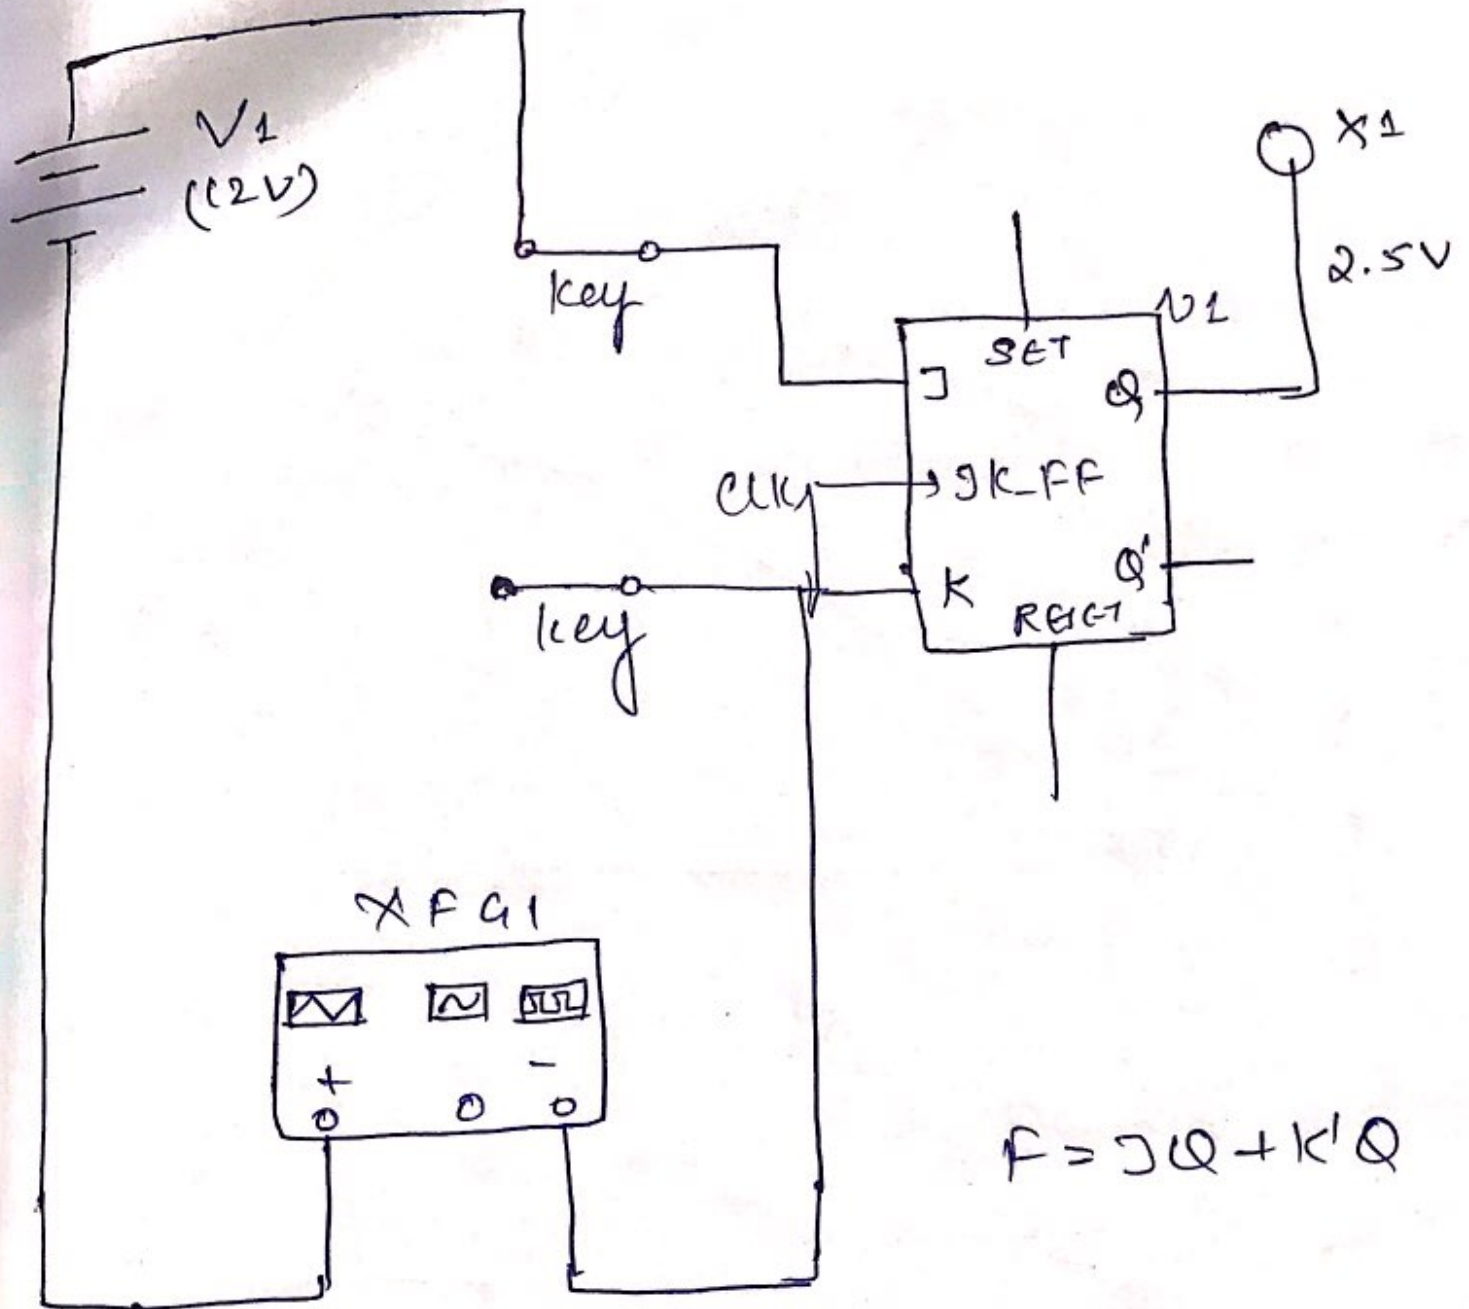 V1
(12V)
X1
2.5V
key
U1
SET
J
Q
CLK
JK_FF
Q'
K
RESET
key
XFG1
+
-
F = JQ + K'Q